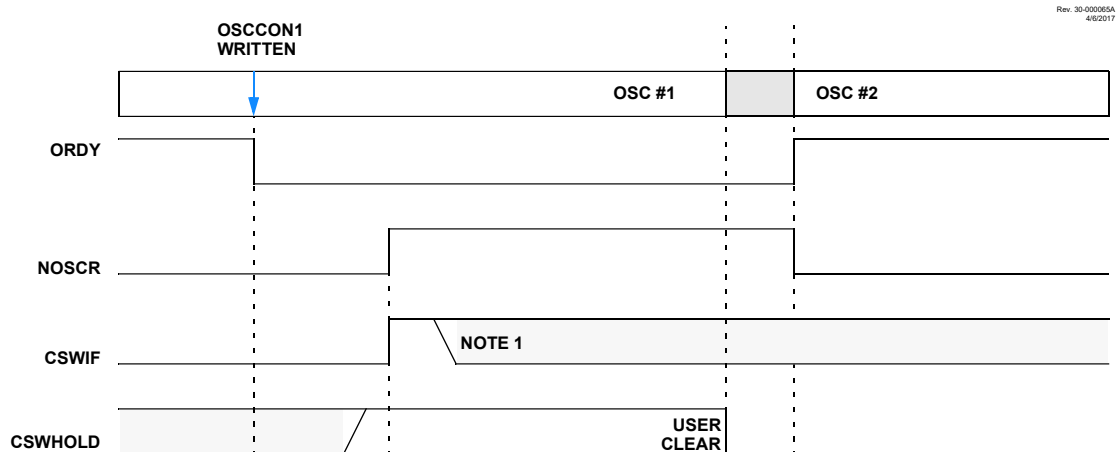 Rev. 30-000065A
4/6/2017
OSCCON1
WRITTEN
OSC #1
OSC #2
ORDY
NOSCR
CSWIF
NOTE 1
CSWHOLD
USER
CLEAR